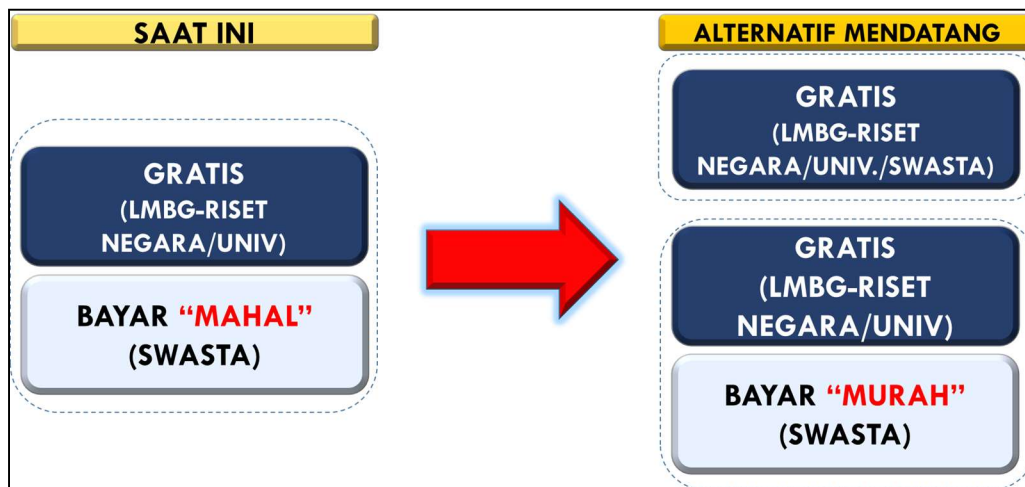 SAAT INI
GRATIS
(LMBG-RISET
NEGARA/UNIV)
BAYAR “MAHAL”
(SWASTA)
ALTERNATIF MENDATANG
GRATIS
(LMBG-RISET
NEGARA/UNIV./SWASTA)
GRATIS
(LMBG-RISET
NEGARA/UNIV)
BAYAR “MURAH”
(SWASTA)